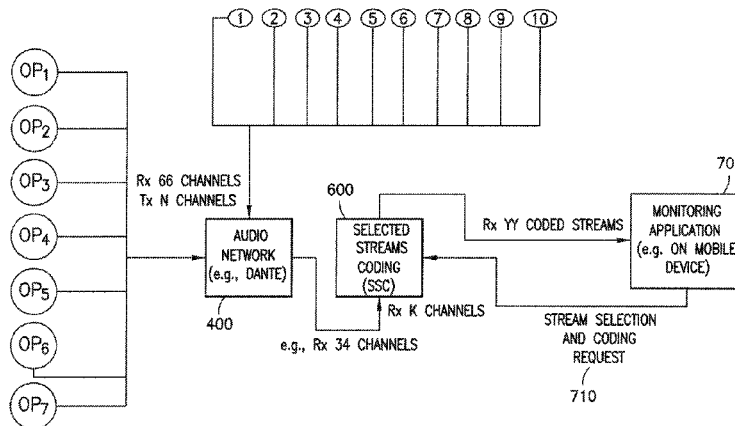 1 2 3 4 5 6 7 8 9 10
OP1
OP2
OP3
OP4
OP5
OP6
OP7
Rx 66 CHANNELS
Tx N CHANNELS
AUDIO
NETWORK
(e.g., DANTE)
400
e.g., Rx 34 CHANNELS
600
SELECTED
STREAMS
CODING
(SSC)
Rx K CHANNELS
Rx YY CODED STREAMS
MONITORING
APPLICATION
(e.g. ON MOBILE
DEVICE)
STREAM SELECTION
AND CODING
REQUEST
710